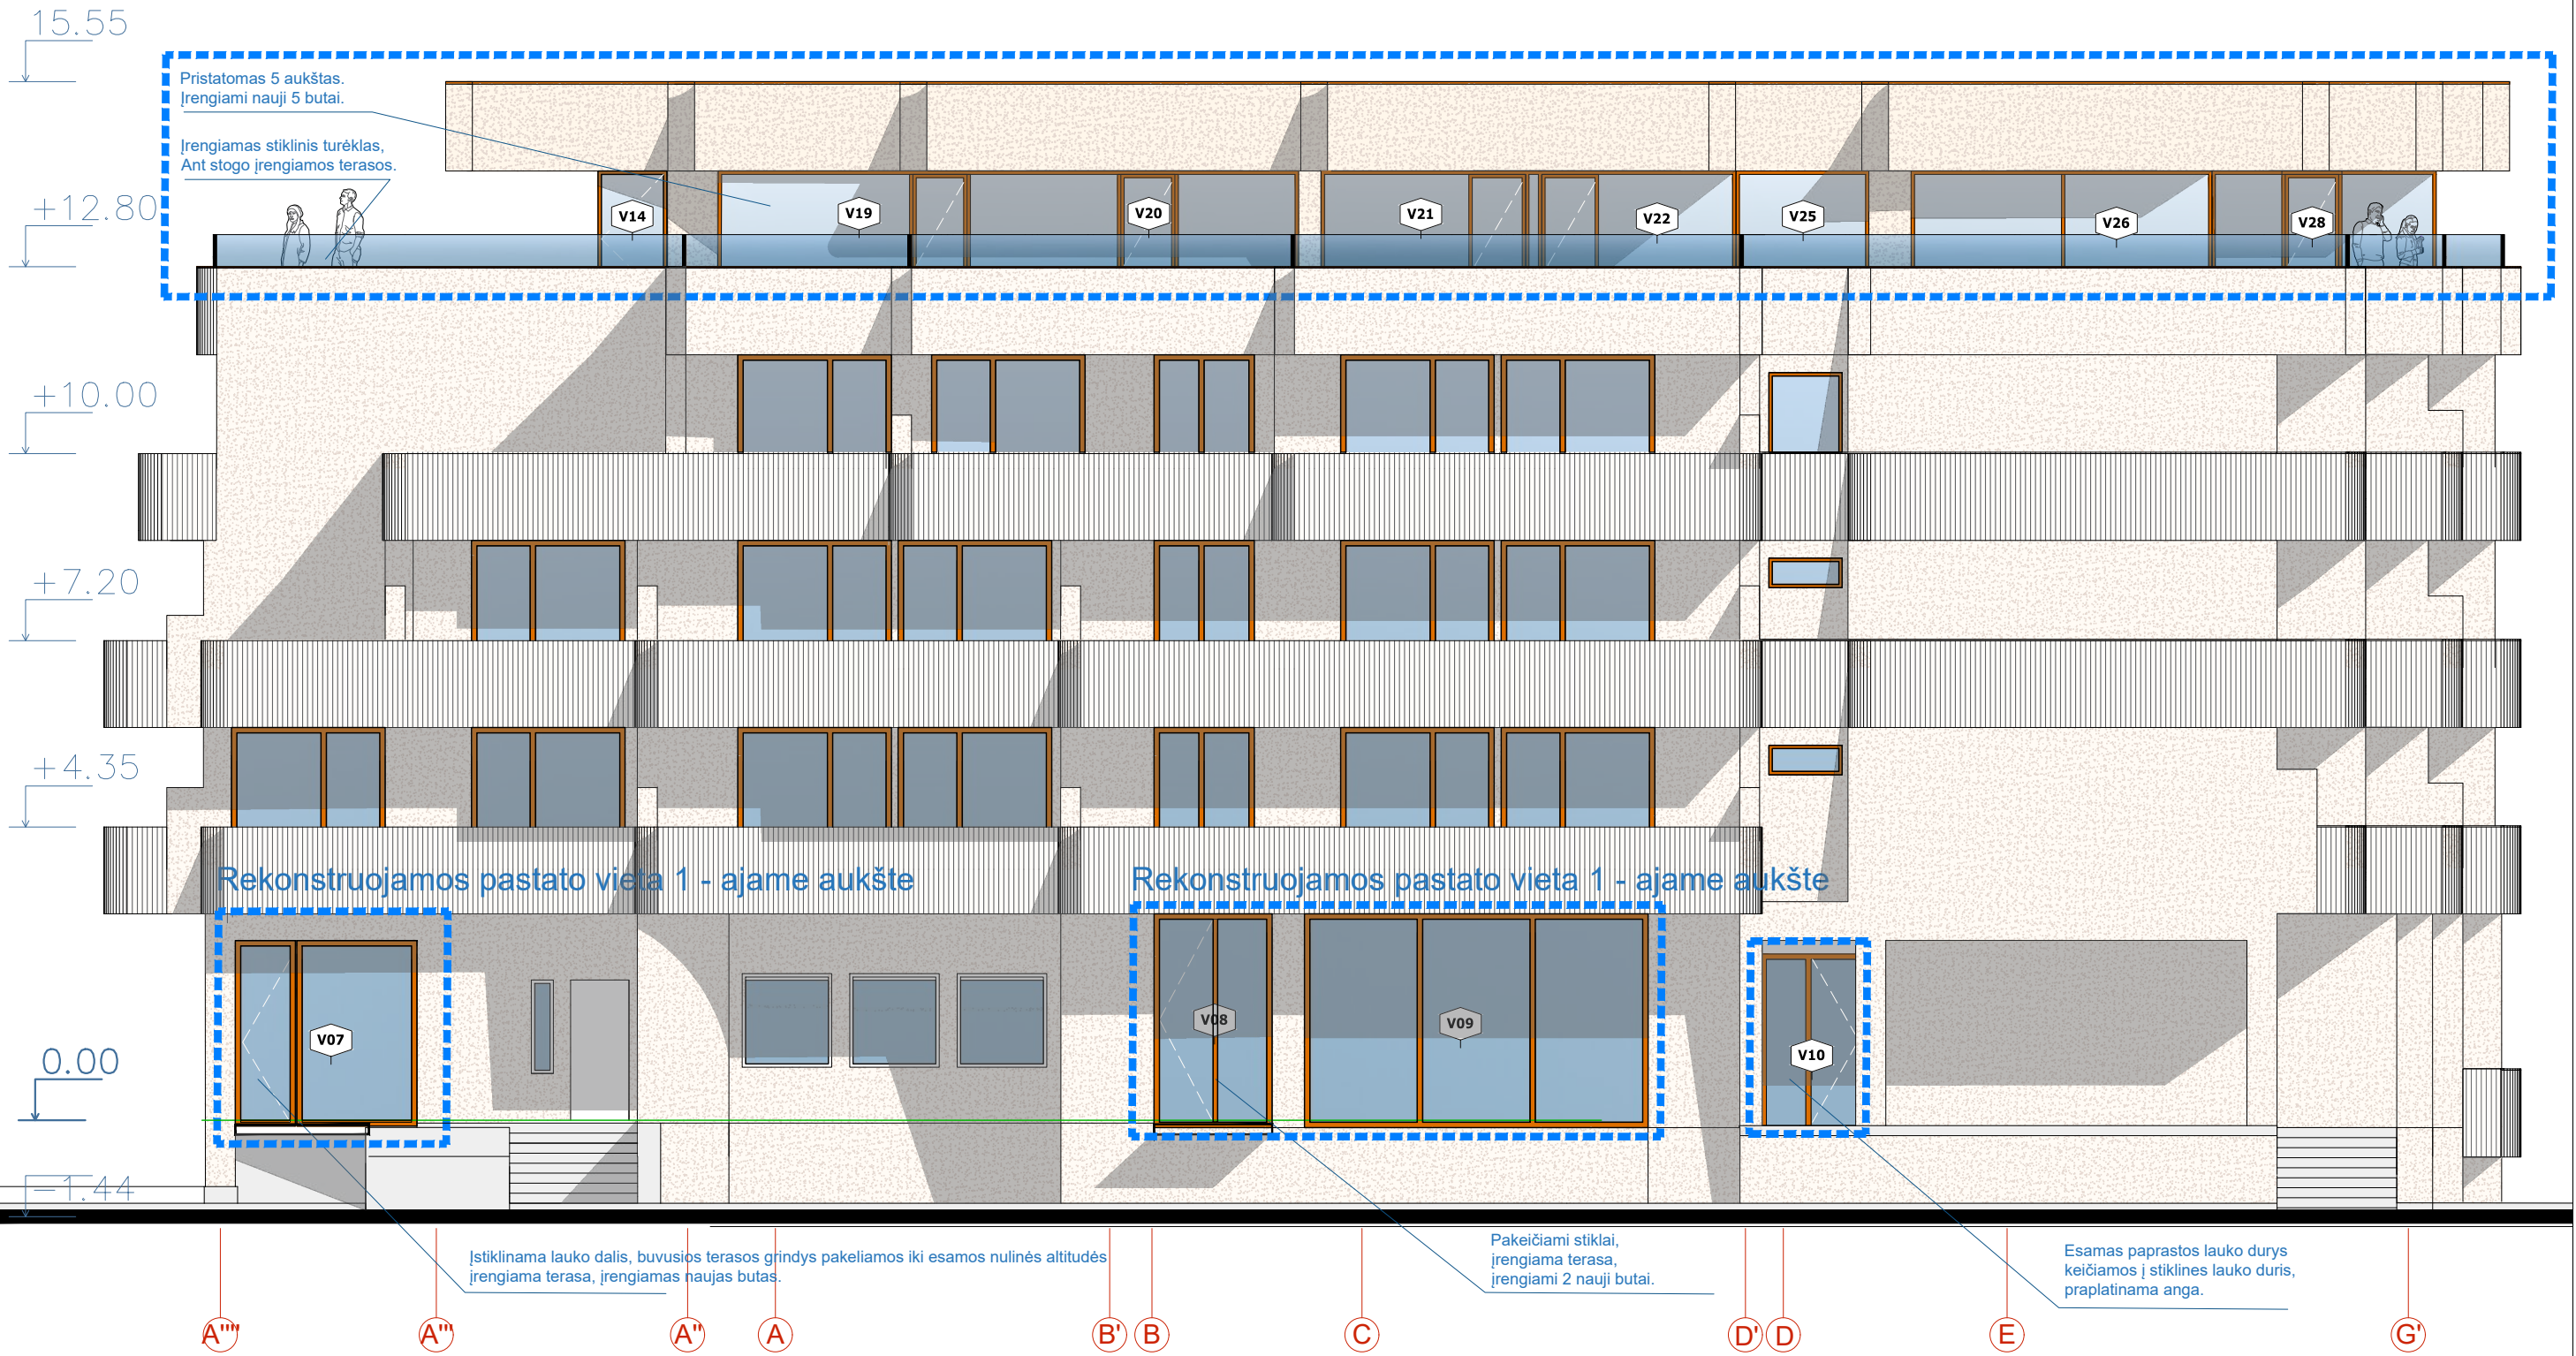 15.55
Pristatomas 5 aukštas.
Įrengiami nauji 5 butai.
Įrengiamas stiklinis turėklas,
Ant stogo įrengiamos terasos.
+12.80
V14
V19
V20
V21
V22
V25
V26
V28
+10.00
+7.20
+4.35
Rekonstruojamos pastato vieta 1 - ajame aukšte
Rekonstruojamos pastato vieta 1 - ajame aukšte
V07
V08
V09
V10
0.00
-1.44
Įstiklinama lauko dalis, buvusios terasos grindys pakeliamos iki esamos nulinės altitudės
įrengiama terasa, įrengiamas naujas butas.
Pakeičiami stiklai,
įrengiama terasa,
įrengiami 2 nauji butai.
Esamas paprastos lauko durys
keičiamos į stiklines lauko duris,
praplatinama anga.
A''''
A'''
A''
A
B'
B
C
D'
D
E
G'